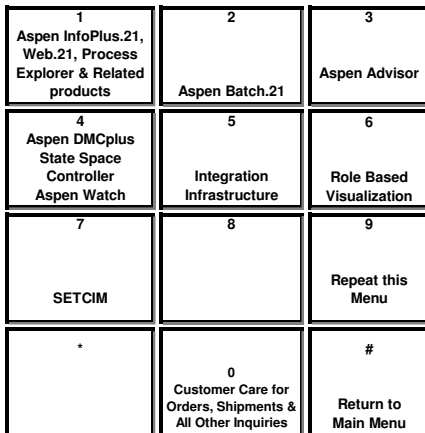 1
Aspen InfoPlus.21,
Web.21, Process
Explorer & Related
products
2
Aspen Batch.21
3
Aspen Advisor
4
Aspen DMCplus
State Space
Controller
Aspen Watch
5
Integration
Infrastructure
6
Role Based
Visualization
7
SETCIM
8
9
Repeat this
Menu
*
0
Customer Care for
Orders, Shipments &
All Other Inquiries
#
Return to
Main Menu